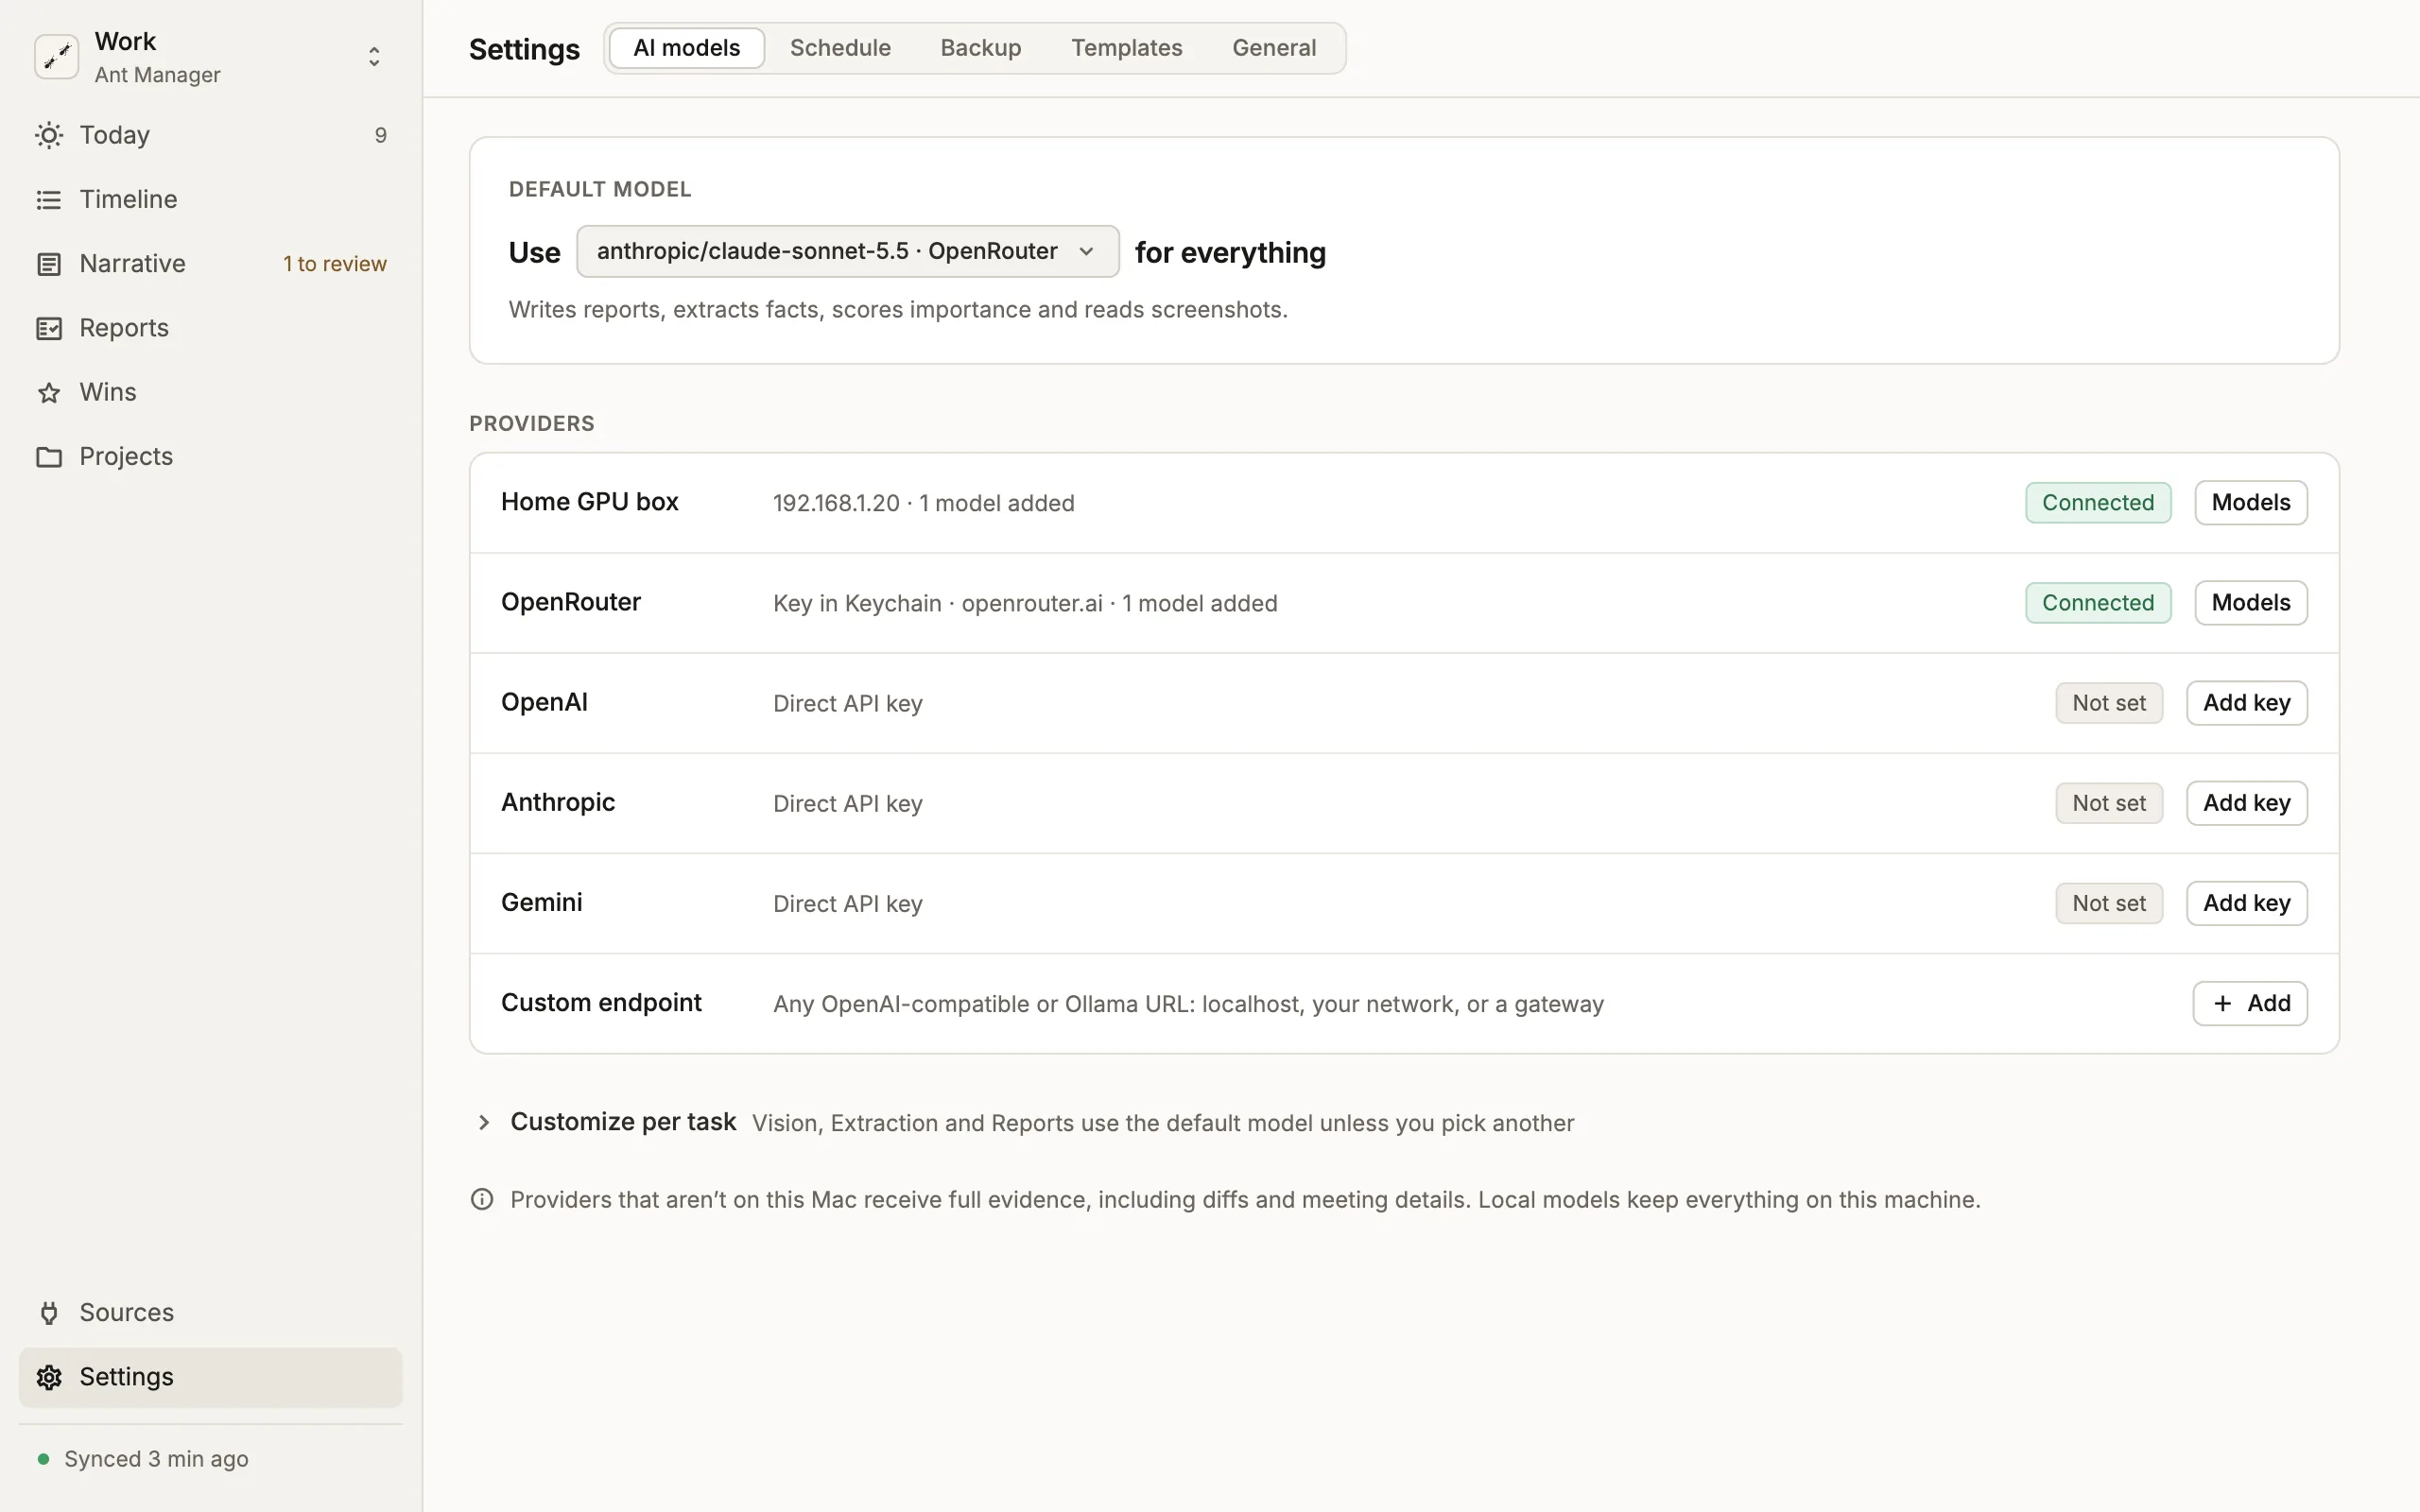 Work
Ant Manager
Today 9
Timeline
Narrative 1 to review
Reports
Wins
Projects
Sources
Settings
Synced 3 min ago
Settings AI models Schedule Backup Templates General
DEFAULT MODEL
Use anthropic/claude-sonnet-5.5 · OpenRouter for everything
Writes reports, extracts facts, scores importance and reads screenshots.
PROVIDERS
Home GPU box 192.168.1.20 · 1 model added Connected Models
OpenRouter Key in Keychain · openrouter.ai · 1 model added Connected Models
OpenAI Direct API key Not set Add key
Anthropic Direct API key Not set Add key
Gemini Direct API key Not set Add key
Custom endpoint Any OpenAI-compatible or Ollama URL: localhost, your network, or a gateway + Add
Customize per task Vision, Extraction and Reports use the default model unless you pick another
Providers that aren’t on this Mac receive full evidence, including diffs and meeting details. Local models keep everything on this machine.